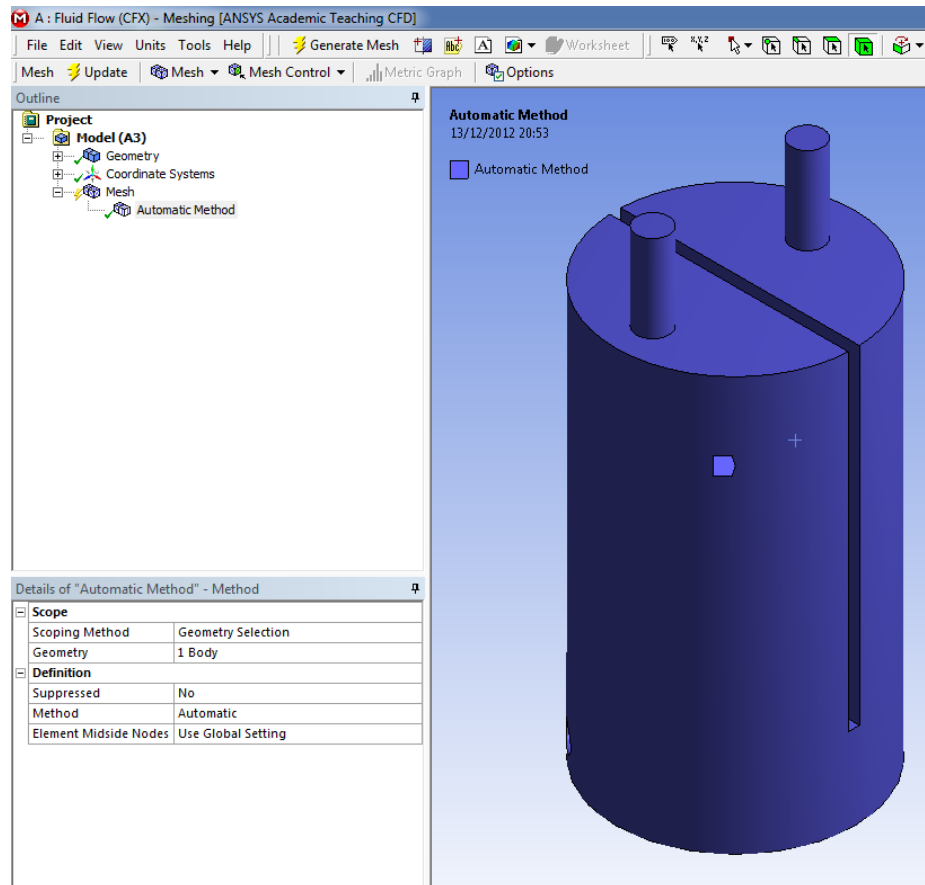 A : Fluid Flow (CFX) - Meshing [ANSYS Academic Teaching CFD]
File Edit View Units Tools Help Generate Mesh Worksheet
Mesh Update Mesh Mesh Control Metric Graph Options
Outline
Project
Model (A3)
Geometry
Coordinate Systems
Mesh
Automatic Method
Details of "Automatic Method" - Method
Scope
Scoping Method Geometry Selection
Geometry 1 Body
Definition
Suppressed No
Method Automatic
Element Midside Nodes Use Global Setting
Automatic Method
13/12/2012 20:53
Automatic Method